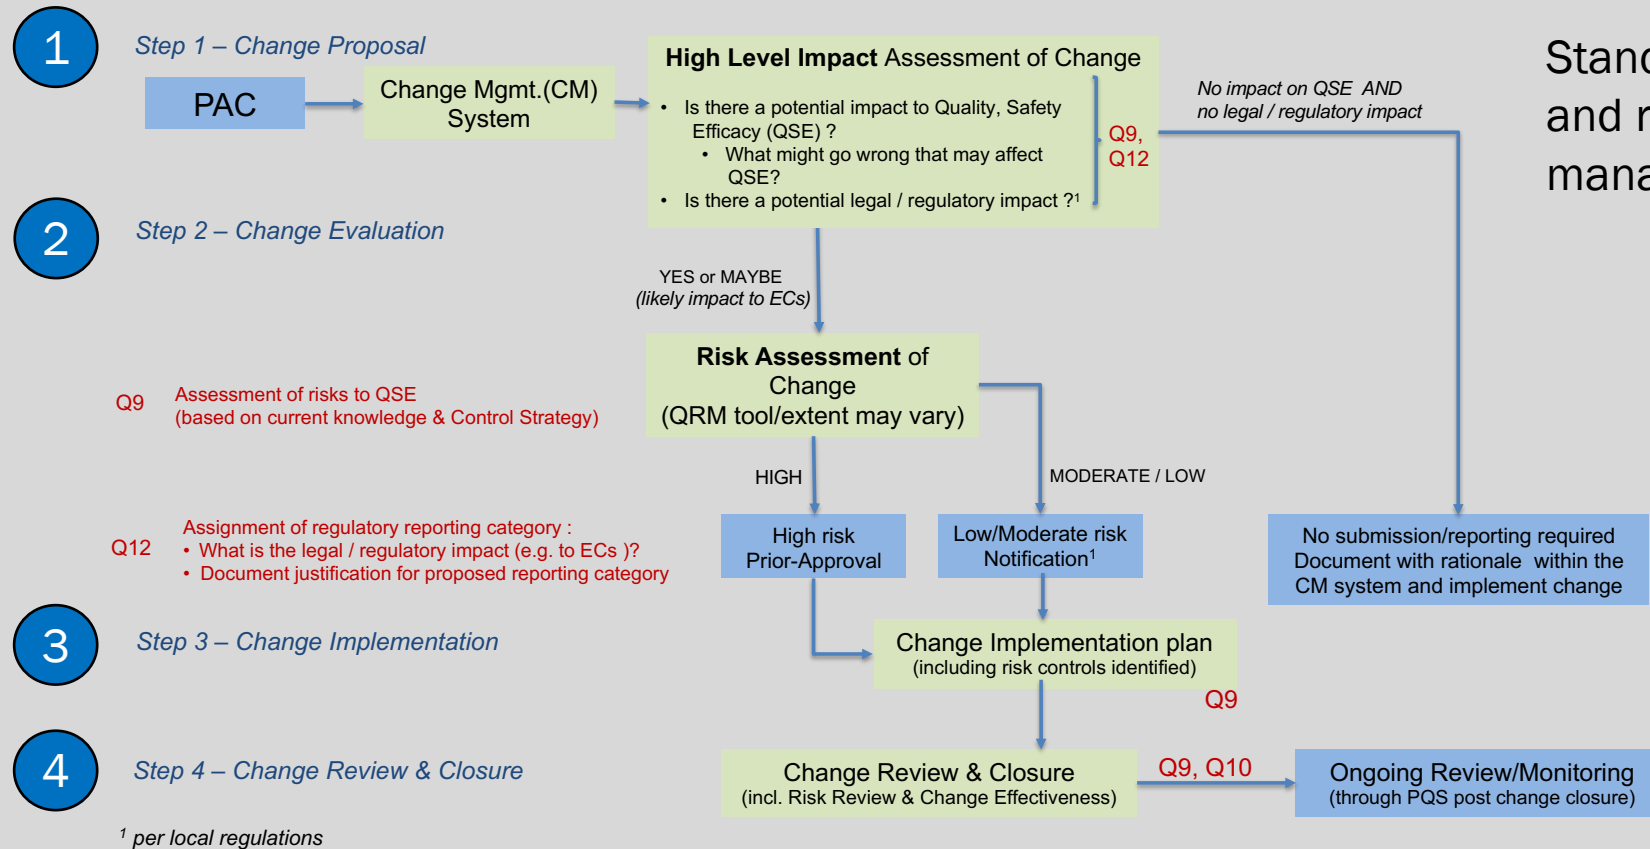 1
Step 1 – Change Proposal
PAC
Change Mgmt.(CM)
System
High Level Impact Assessment of Change
• Is there a potential impact to Quality, Safety
Efficacy (QSE) ?
• What might go wrong that may affect
QSE?
• Is there a potential legal / regulatory impact ?¹
Q9,
Q12
No impact on QSE AND
no legal / regulatory impact
2
Step 2 – Change Evaluation
YES or MAYBE
(likely impact to ECs)
Risk Assessment of
Change
(QRM tool/extent may vary)
Q9
Assessment of risks to QSE
(based on current knowledge & Control Strategy)
HIGH
MODERATE / LOW
Q12
Assignment of regulatory reporting category :
• What is the legal / regulatory impact (e.g. to ECs )?
• Document justification for proposed reporting category
High risk
Prior-Approval
Low/Moderate risk
Notification¹
No submission/reporting required
Document with rationale within the
CM system and implement change
3
Step 3 – Change Implementation
Change Implementation plan
(including risk controls identified)
Q9
4
Step 4 – Change Review & Closure
Change Review & Closure
(incl. Risk Review & Change Effectiveness)
Q9, Q10
Ongoing Review/Monitoring
(through PQS post change closure)
¹ per local regulations
and